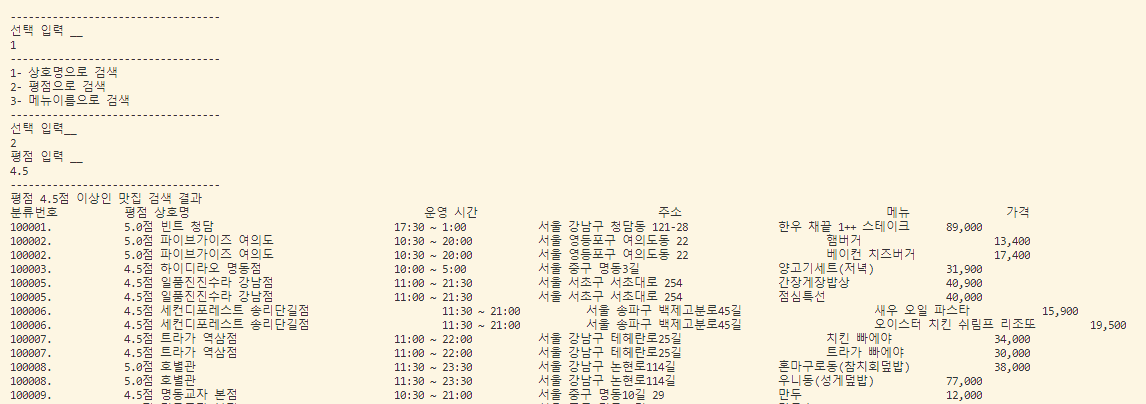 -----------------------------------
선택 입력 __
1
-----------------------------------
1- 상호명으로 검색
2- 평점으로 검색
3- 메뉴이름으로 검색
-----------------------------------
선택 입력__
2
평점 입력 __
4.5
-----------------------------------
평점 4.5점 이상인 맛집 검색 결과
분류번호 평점 상호명 운영 시간 주소 메뉴 가격
100001. 5.0점 빈트 청담 17:30 ~ 1:00 서울 강남구 청담동 121-28 한우 채끝 1++ 스테이크 89,000
100002. 5.0점 파이브가이즈 여의도 10:30 ~ 20:00 서울 영등포구 여의도동 22 햄버거 13,400
100002. 5.0점 파이브가이즈 여의도 10:30 ~ 20:00 서울 영등포구 여의도동 22 베이컨 치즈버거 17,400
100003. 4.5점 하이디라오 명동점 10:00 ~ 5:00 서울 중구 명동3길 양고기세트(저녁) 31,900
100005. 4.5점 일품진진수라 강남점 11:00 ~ 21:30 서울 서초구 서초대로 254 간장게장밥상 40,900
100005. 4.5점 일품진진수라 강남점 11:00 ~ 21:30 서울 서초구 서초대로 254 점심특선 40,000
100006. 4.5점 세컨디포레스트 송리단길점 11:30 ~ 21:00 서울 송파구 백제고분로45길 새우 오일 파스타 15,900
100006. 4.5점 세컨디포레스트 송리단길점 11:30 ~ 21:00 서울 송파구 백제고분로45길 오이스터 치킨 쉬림프 리조또 19,500
100007. 4.5점 트라가 역삼점 11:00 ~ 22:00 서울 강남구 테헤란로25길 치킨 빠에야 34,000
100007. 4.5점 트라가 역삼점 11:00 ~ 22:00 서울 강남구 테헤란로25길 트라가 빠에야 30,000
100008. 5.0점 호별관 11:30 ~ 23:30 서울 강남구 논현로114길 혼마구로동(참치회덮밥) 38,000
100008. 5.0점 호별관 11:30 ~ 23:30 서울 강남구 논현로114길 우니동(성게덮밥) 77,000
100009. 4.5점 명동교자 본점 10:30 ~ 21:00 서울 중구 명동10길 29 만두 12,000